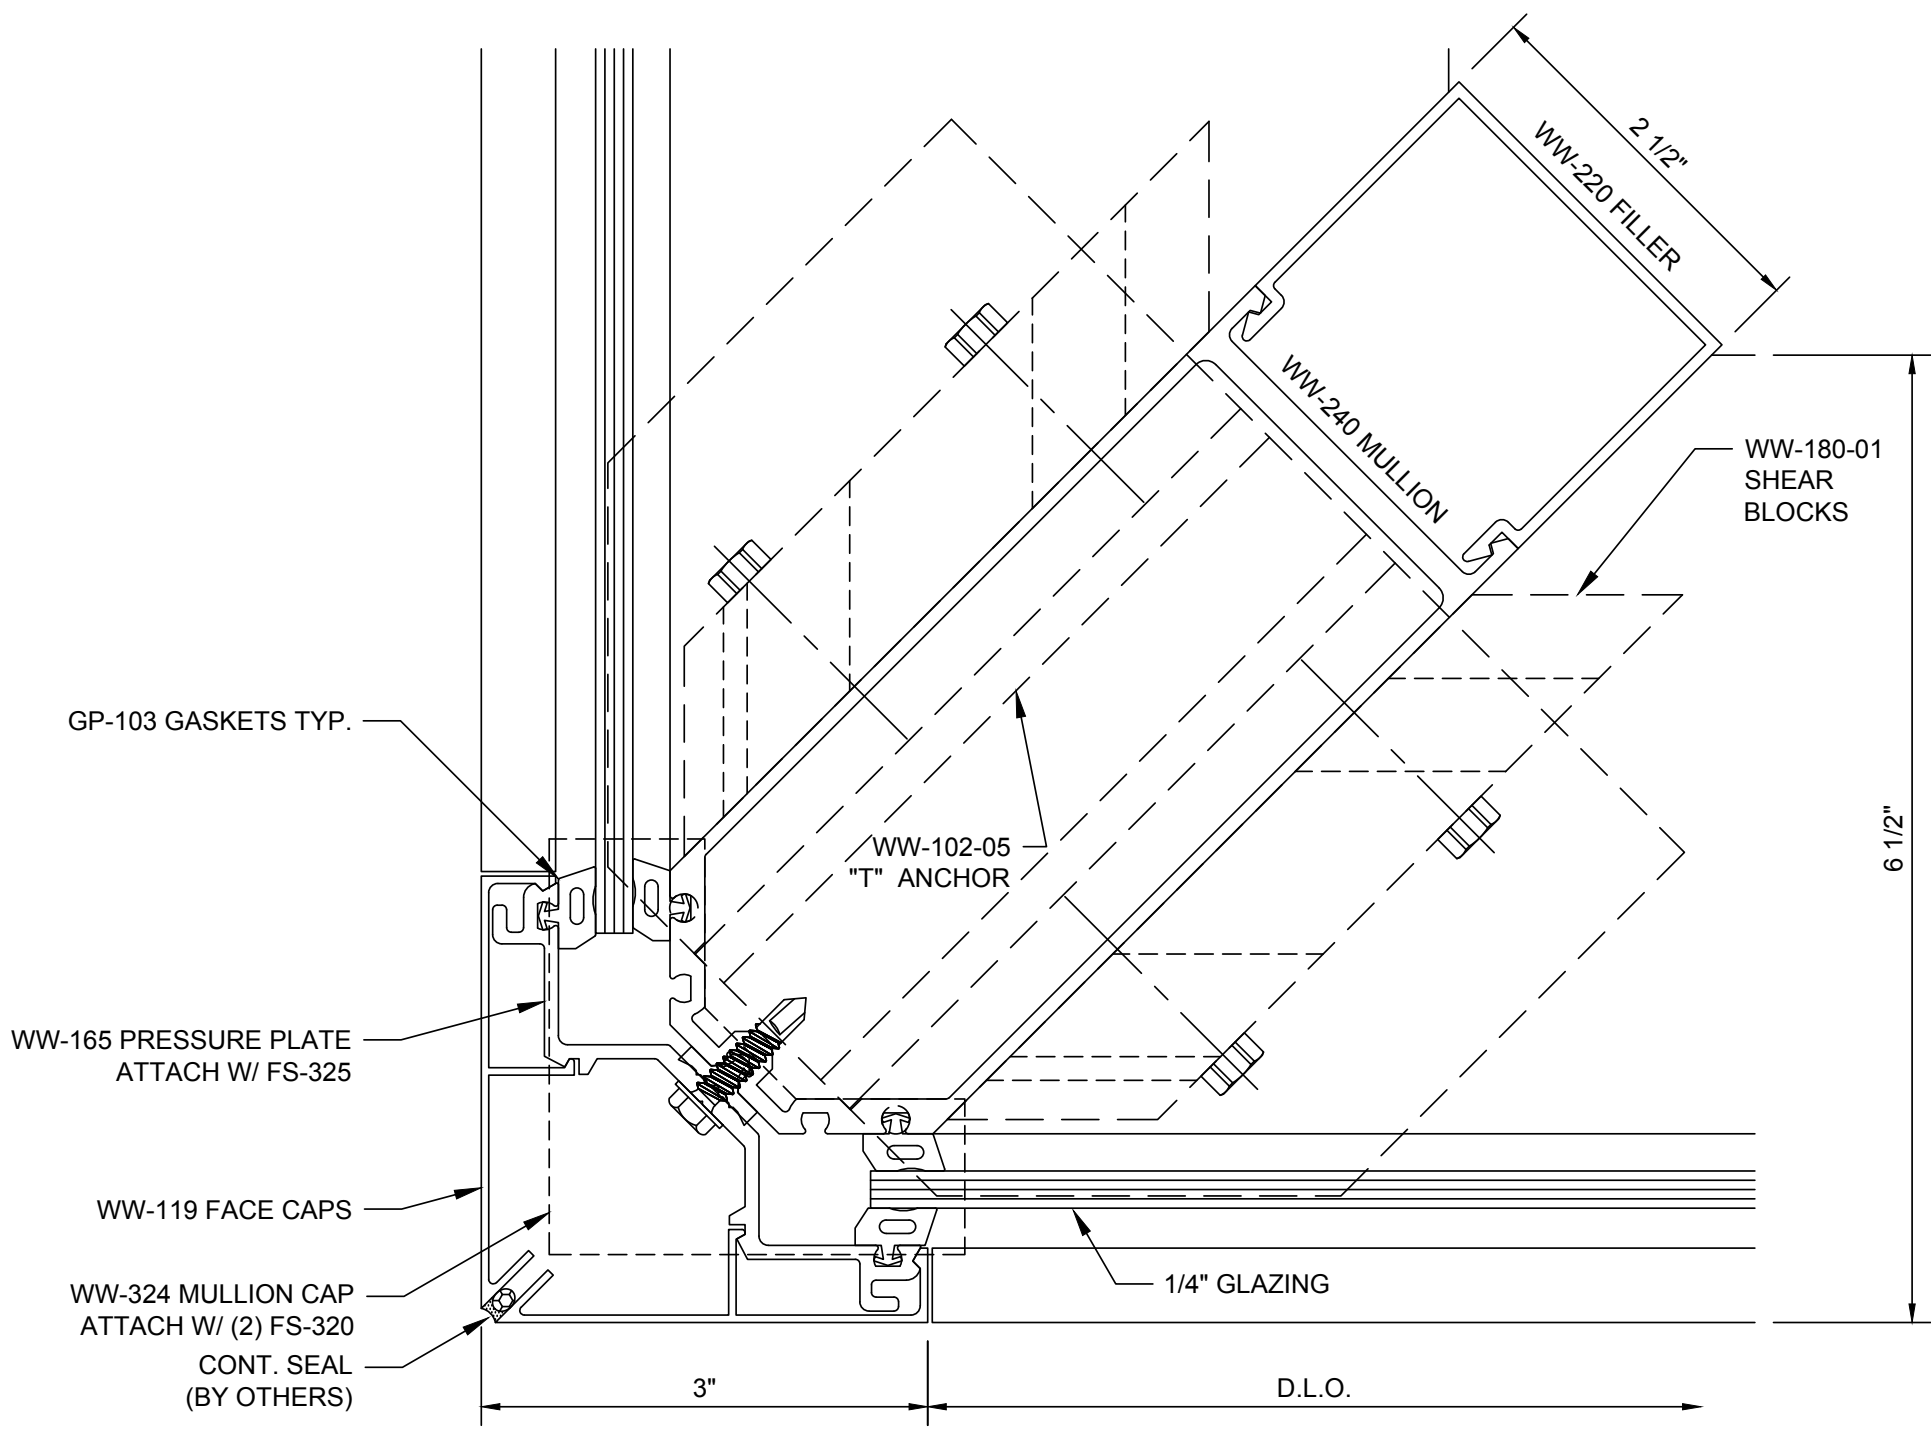 2 1/2"
WW-220 FILLER
WW-240 MULLION
WW-180-01
SHEAR
BLOCKS
GP-103 GASKETS TYP.
WW-102-05
"T" ANCHOR
6 1/2"
WW-165 PRESSURE PLATE
ATTACH W/ FS-325
WW-119 FACE CAPS
WW-324 MULLION CAP
ATTACH W/ (2) FS-320
1/4" GLAZING
CONT. SEAL
(BY OTHERS)
3"
D.L.O.